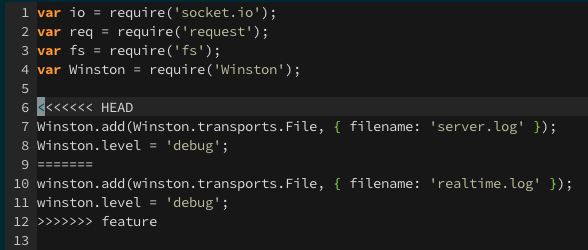 1 var io = require('socket.io');
2 var req = require('request');
3 var fs = require('fs');
4 var Winston = require('Winston');
5
6 <<<<<<< HEAD
7 Winston.add(Winston.transports.File, { filename: 'server.log' });
8 Winston.level = 'debug';
9 =======
10 winston.add(winston.transports.File, { filename: 'realtime.log' });
11 winston.level = 'debug';
12 >>>>>>> feature
13